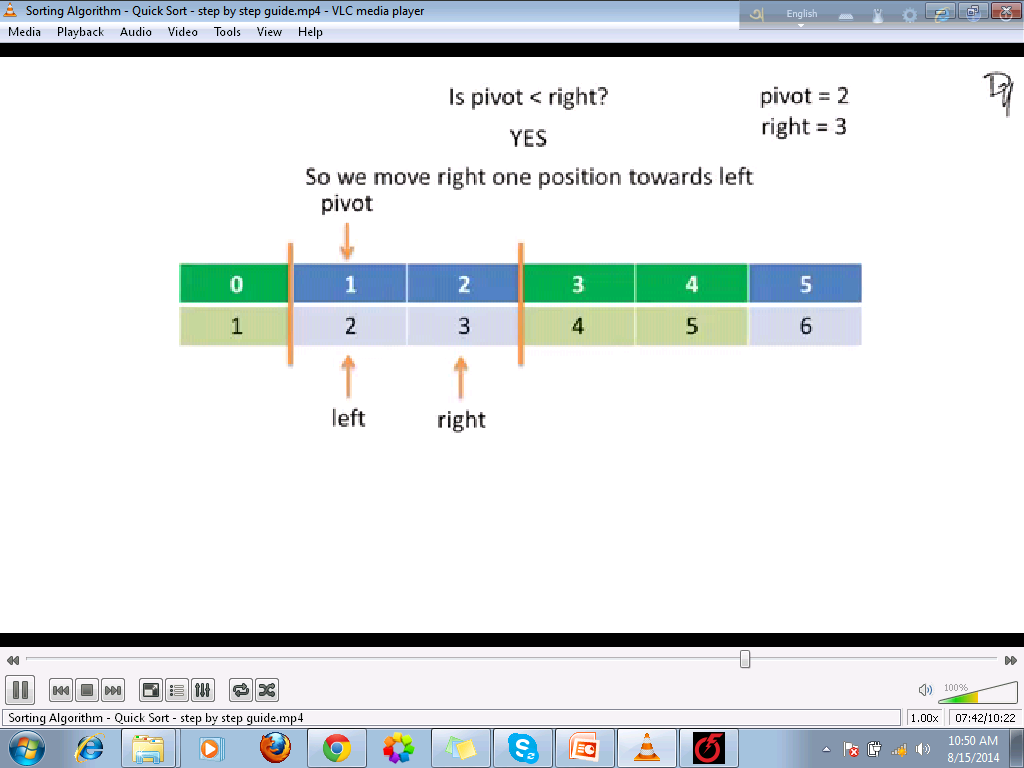 Sorting Algorithm - Quick Sort - step by step guide.mp4 - VLC media player
English
Media Playback Audio Video Tools View Help
Is pivot < right?
pivot = 2
YES
right = 3
So we move right one position towards left
pivot
0 1 2 3 4 5
1 2 3 4 5 6
left right
100%
Sorting Algorithm - Quick Sort - step by step guide.mp4
1.00x 07:42/10:22
10:50 AM
8/15/2014